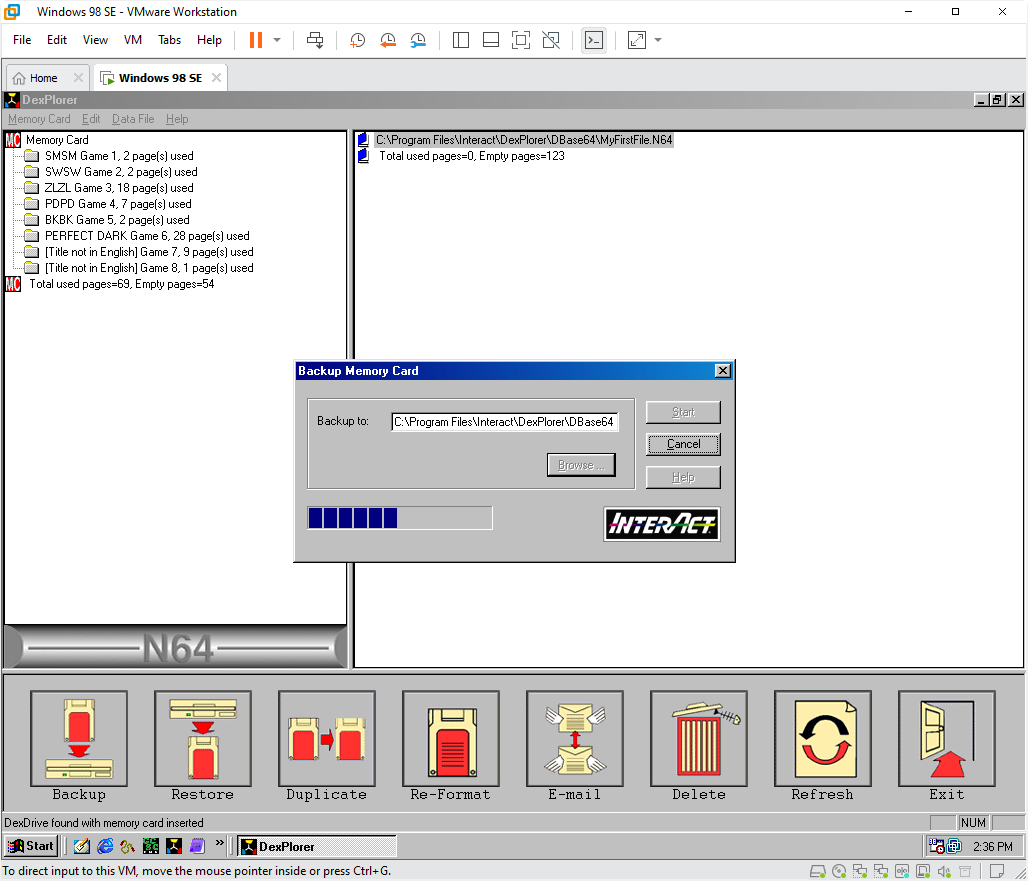 Windows 98 SE - VMware Workstation
File Edit View VM Tabs Help
Home Windows 98 SE
DexPlorer
Memory Card Edit Data File Help
MC Memory Card
SMSM Game 1, 2 page(s) used
SWSW Game 2, 2 page(s) used
ZLZL Game 3, 18 page(s) used
PDPD Game 4, 7 page(s) used
BKBK Game 5, 2 page(s) used
PERFECT DARK Game 6, 28 page(s) used
[Title not in English] Game 7, 9 page(s) used
[Title not in English] Game 8, 1 page(s) used
MC Total used pages=69, Empty pages=54
C:\Program Files\Interact\DexPlorer\DBase64\MyFirstFile.N64
Total used pages=0, Empty pages=123
Backup Memory Card
Backup to: C:\Program Files\Interact\DexPlorer\DBase64
Start
Cancel
Browse ...
Help
INTERACT
N64
Backup Restore Duplicate Re-Format E-mail Delete Refresh Exit
DexDrive found with memory card inserted NUM
Start » DexPlorer 2:36 PM
To direct input to this VM, move the mouse pointer inside or press Ctrl+G.